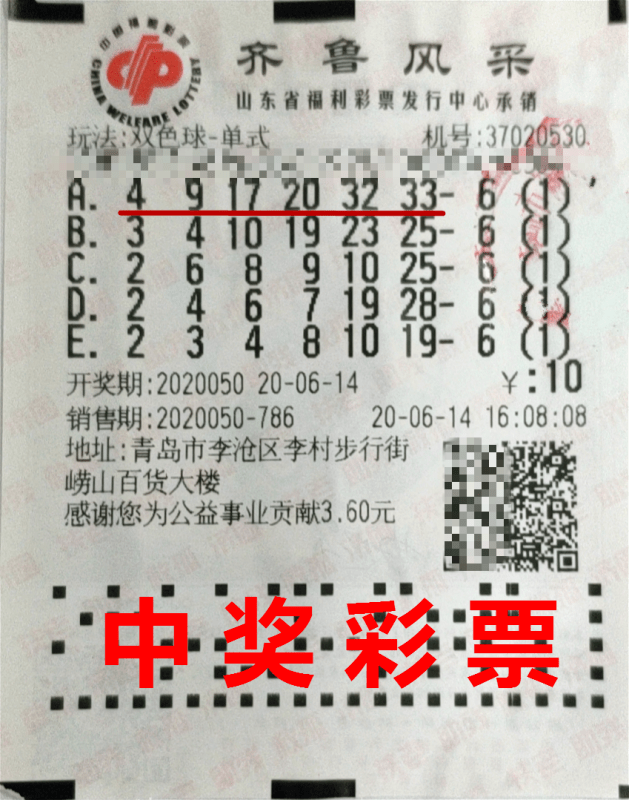 中国福利彩票
CHINA WELFARE LOTTERY
齐鲁风采
山东省福利彩票发行中心承销
玩法:双色球-单式 机号:37020530
A. 4 9 17 20 32 33- 6 (1)
B. 3 4 10 19 23 25- 6 (1)
C. 2 6 8 9 10 25- 6 (1)
D. 2 4 6 7 19 28- 6 (1)
E. 2 3 4 8 10 19- 6 (1)
开奖期:2020050 20-06-14 ¥:10
销售期:2020050-786 20-06-14 16:08:08
地址:青岛市李沧区李村步行街
崂山百货大楼
感谢您为公益事业贡献3.60元
中奖彩票